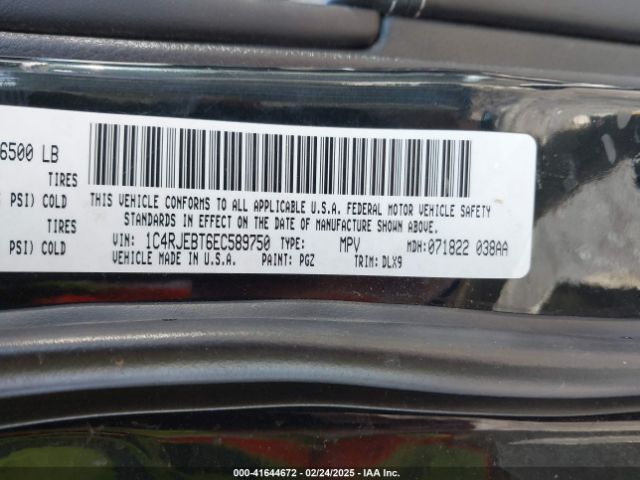 6500 LB
TIRES
PSI) COLD
TIRES
PSI) COLD
THIS VEHICLE CONFORMS TO ALL APPLICABLE U.S.A. FEDERAL MOTOR VEHICLE SAFETY
STANDARDS IN EFFECT ON THE DATE OF MANUFACTURE SHOWN ABOVE.
VIN: 1C4RJEBT6EC589750 TYPE: MPV MDH:071822 038AA
VEHICLE MADE IN U.S.A. PAINT: PGZ TRIM: DLX9
000-41644672 - 02/24/2025 - IAA Inc.